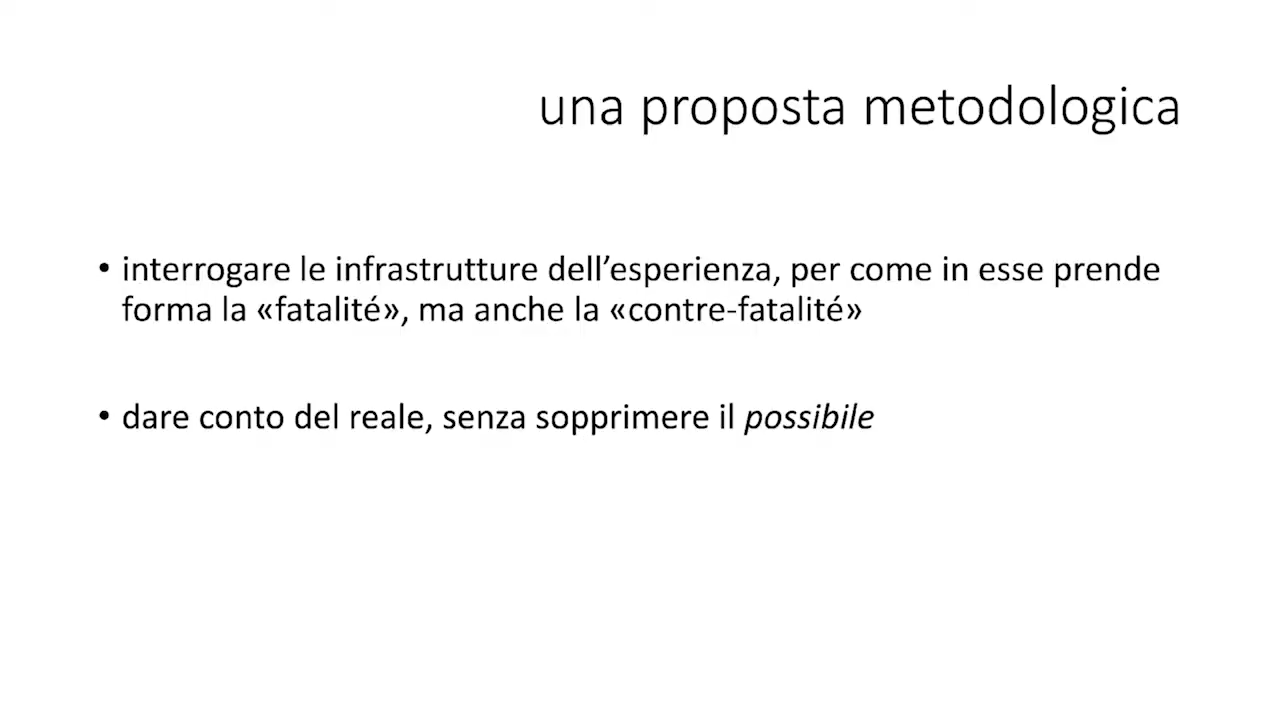 una proposta metodologica
• interrogare le infrastrutture dell’esperienza, per come in esse prende
forma la «fatalité», ma anche la «contre-fatalité»
• dare conto del reale, senza sopprimere il possibile